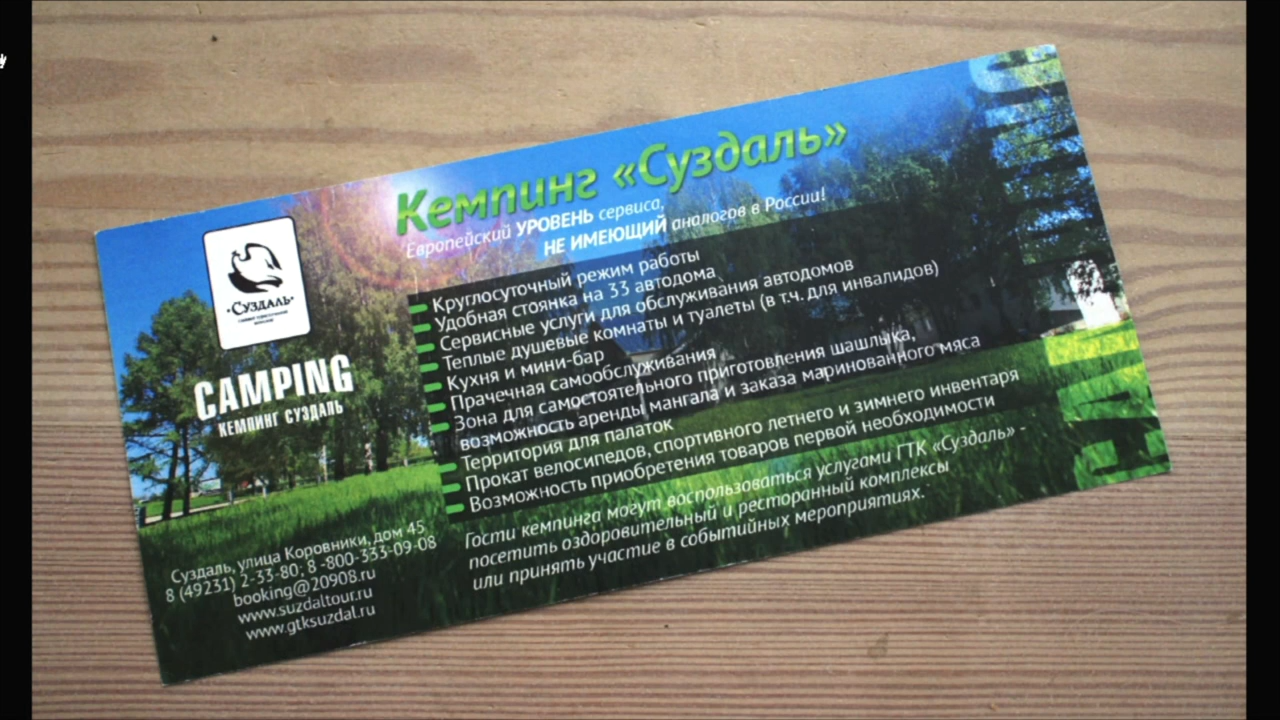 Кемпинг «Суздаль»
Европейский УРОВЕНЬ сервиса,
НЕ ИМЕЮЩИЙ аналогов в России!
Круглосуточный режим работы
Удобная стоянка на 33 автодома
Сервисные услуги для обслуживания автодомов
Теплые душевые комнаты и туалеты (в т.ч. для инвалидов)
Кухня и мини-бар
Прачечная самообслуживания
Зона для самостоятельного приготовления шашлыка,
возможность аренды мангала и заказа маринованного мяса
Территория для палаток
Прокат велосипедов, спортивного летнего и зимнего инвентаря
Возможность приобретения товаров первой необходимости
Гости кемпинга могут воспользоваться услугами ГТК «Суздаль» -
посетить оздоровительный и ресторанный комплексы
или принять участие в событийных мероприятиях.
·СУЗДАЛЬ·
CAMPING
КЕМПИНГ СУЗДАЛЬ
Суздаль, улица Коровники, дом 45
8 (49231) 2-33-80; 8 -800-333-09-08
booking@20908.ru
www.suzdaltour.ru
www.gtksuzdal.ru